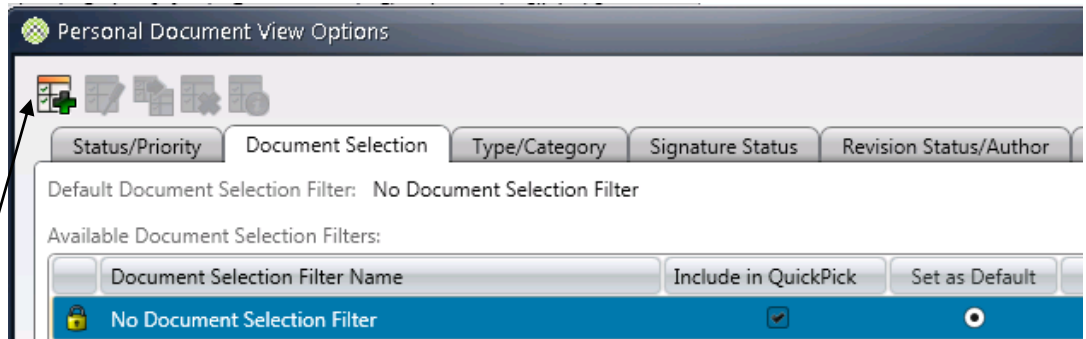 Personal Document View Options
Status/Priority Document Selection Type/Category Signature Status Revision Status/Author
Default Document Selection Filter: No Document Selection Filter
Available Document Selection Filters:
Document Selection Filter Name Include in QuickPick Set as Default
No Document Selection Filter